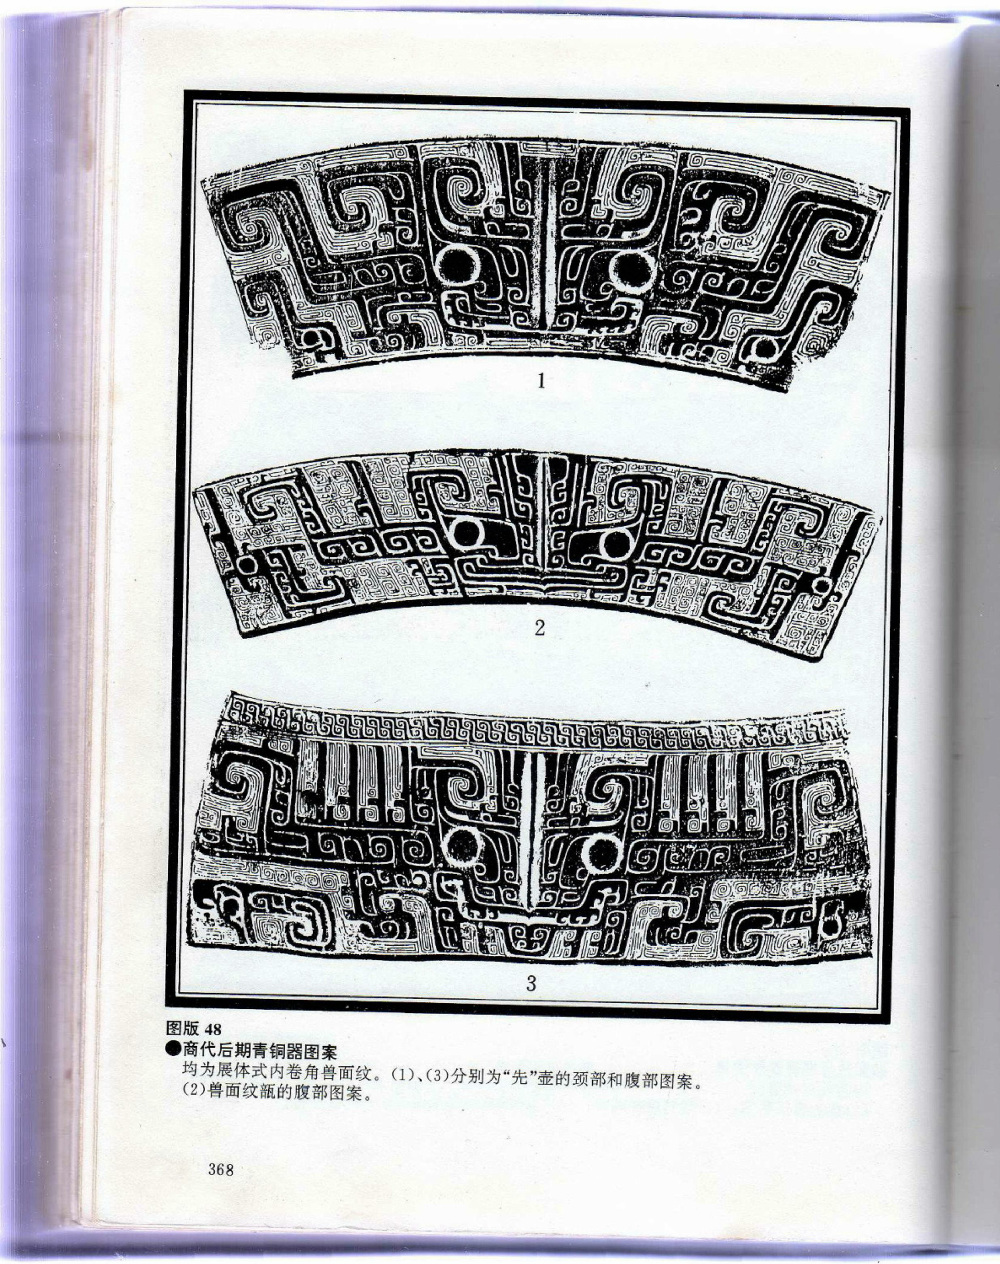 1
2
3
图版 48
●商代后期青铜器图案
均为展体式内卷角兽面纹。(1)、(3)分别为“先”壶的颈部和腹部图案。
(2)兽面纹瓿的腹部图案。
368